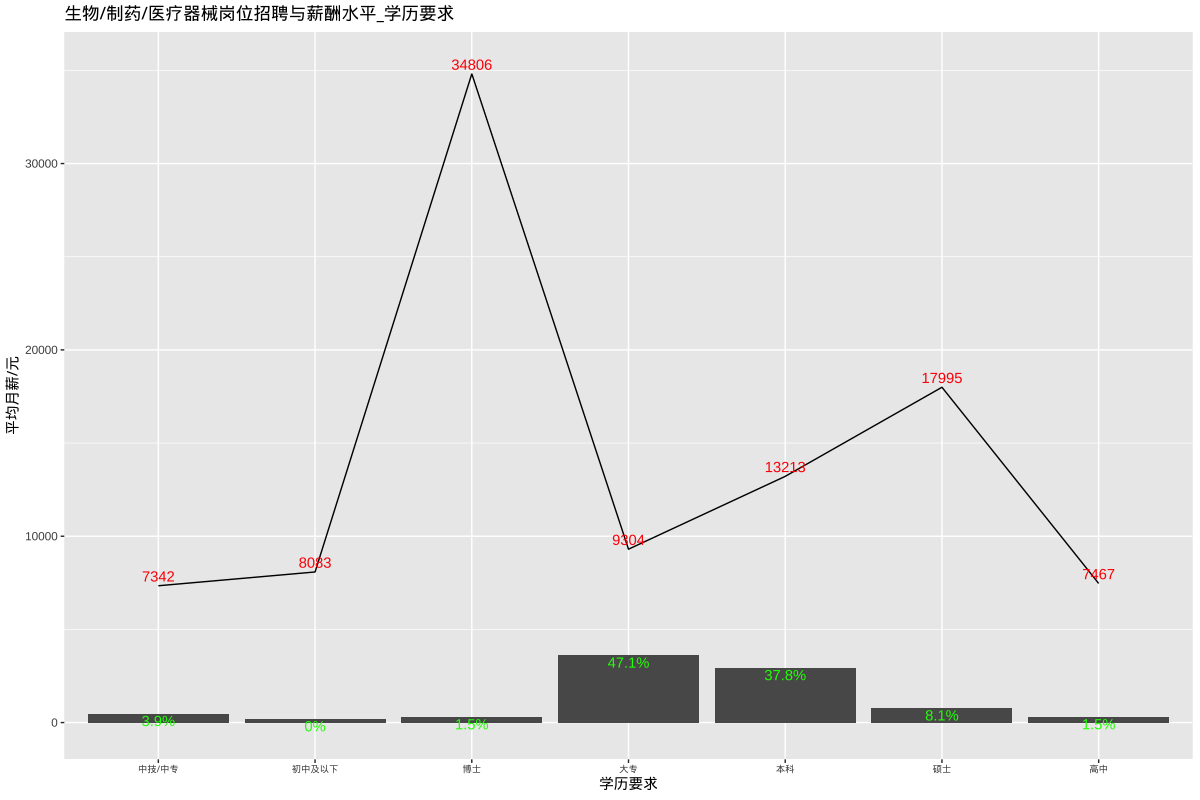 生物/制药/医疗器械岗位招聘与薪酬水平_学历要求
平均月薪/元
30000
20000
10000
0
34806
17995
13213
9304
8083
7342
7467
47.1%
37.8%
8.1%
3.9%
0%
1.5%
1.5%
中技/中专
初中及以下
博士
大专
本科
硕士
高中
学历要求